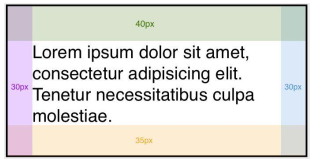 40px
Lorem ipsum dolor sit amet,
consectetur adipisicing elit.
30px Tenetur necessitatibus culpa 30px
molestiae.
35px